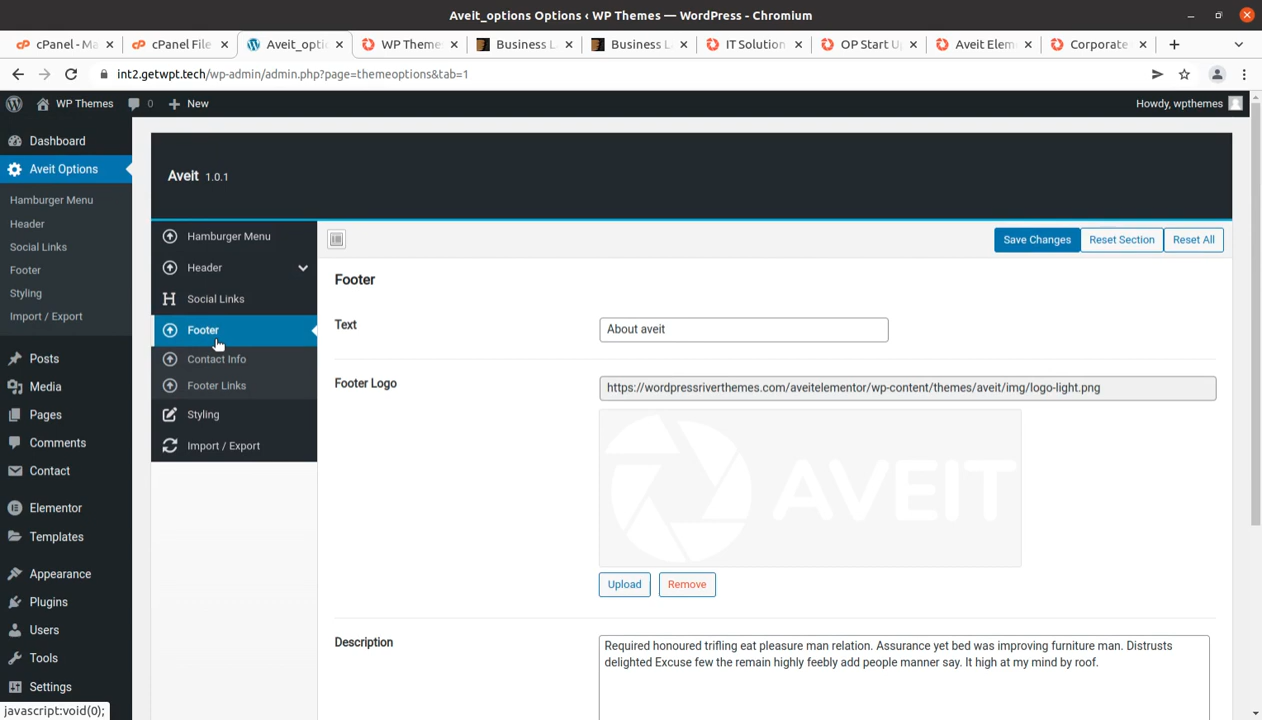 Aveit_options Options ‹ WP Themes — WordPress - Chromium
cPanel - Ma
cPanel File
Aveit_optio
WP Theme
Business L
Business L
IT Solution
OP Start U
Aveit Elem
Corporate
int2.getwpt.tech/wp-admin/admin.php?page=themeoptions&tab=1
WP Themes
0
New
Howdy, wpthemes
Dashboard
Aveit Options
Hamburger Menu
Header
Social Links
Footer
Styling
Import / Export
Posts
Media
Pages
Comments
Contact
Elementor
Templates
Appearance
Plugins
Users
Tools
Settings
javascript:void(0);
Aveit 1.0.1
Hamburger Menu
Header
Social Links
Footer
Contact Info
Footer Links
Styling
Import / Export
Save Changes
Reset Section
Reset All
Footer
Text
About aveit
Footer Logo
https://wordpressriverthemes.com/aveitelementor/wp-content/themes/aveit/img/logo-light.png
AVEIT
Upload
Remove
Description
Required honoured trifling eat pleasure man relation. Assurance yet bed was improving furniture man. Distrusts
delighted Excuse few the remain highly feebly add people manner say. It high at my mind by roof.